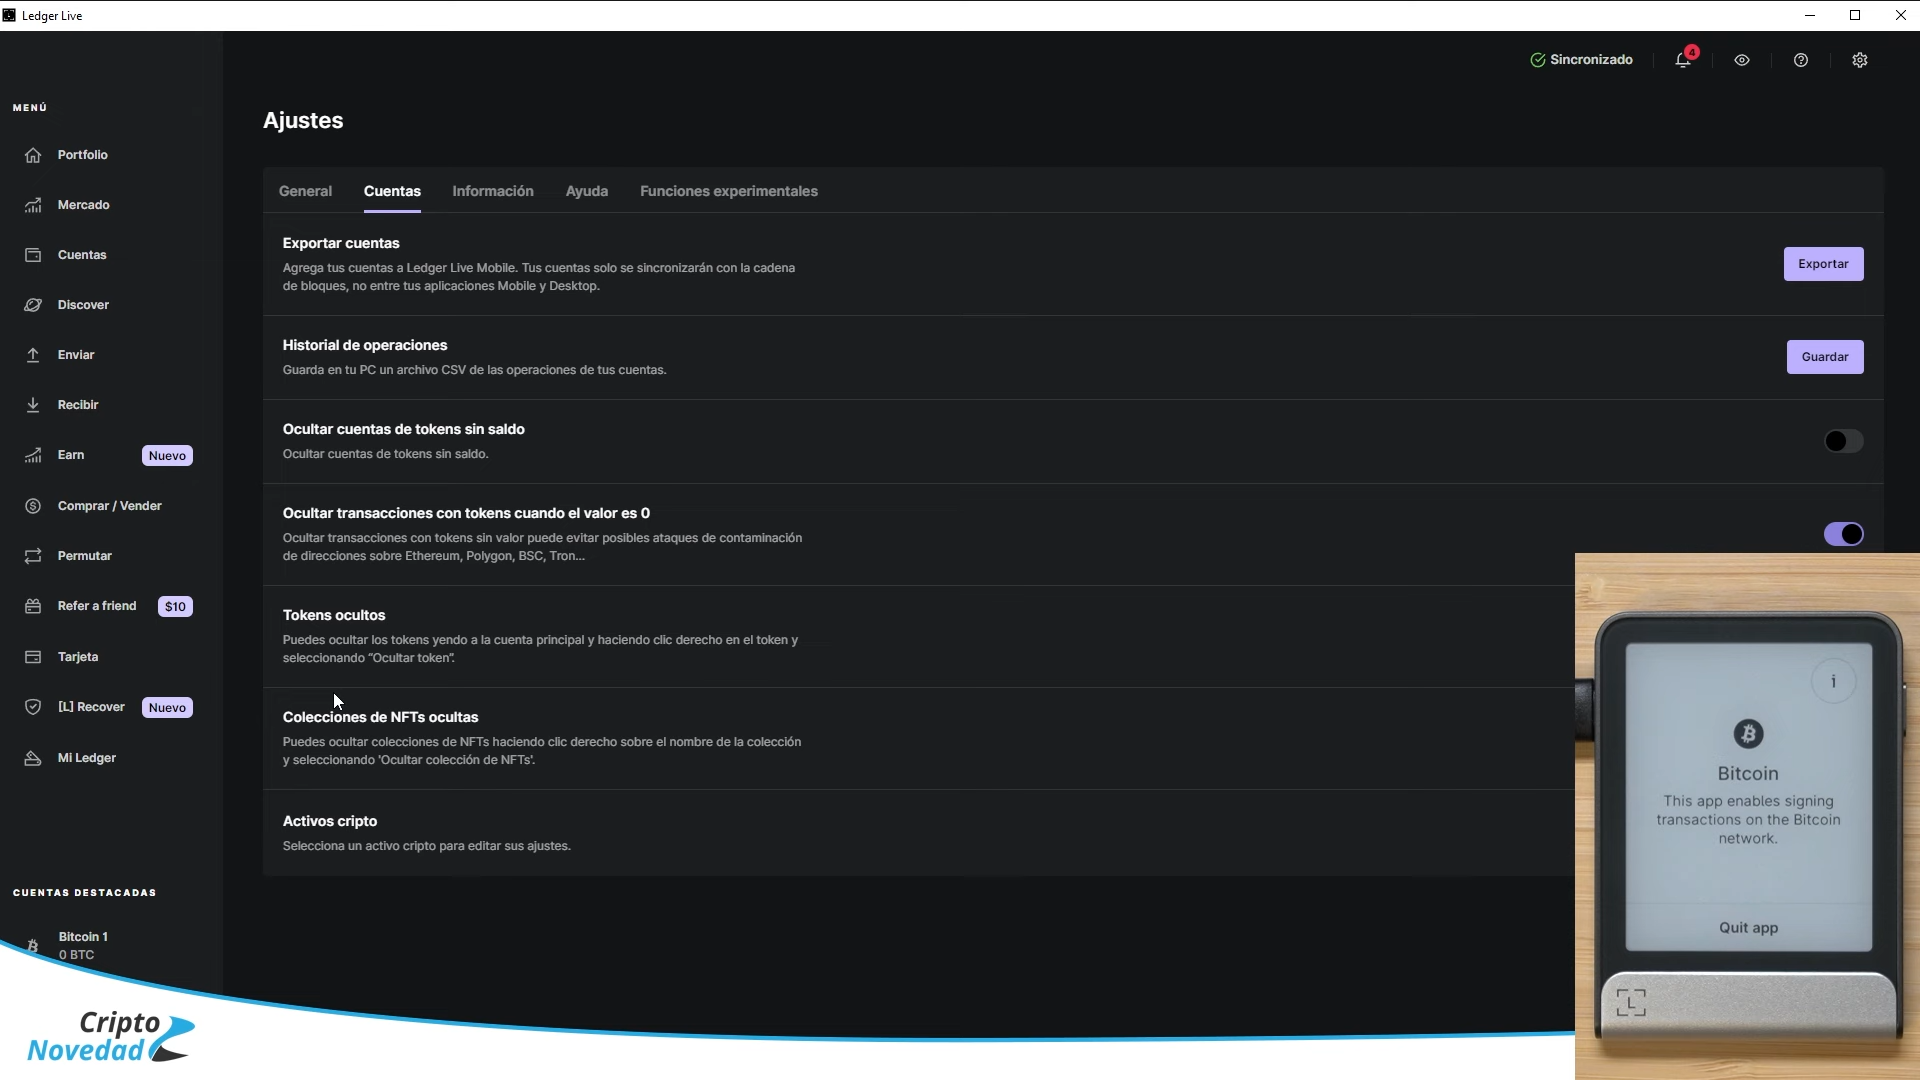 Ledger Live
Sincronizado
4
MENÚ
Ajustes
Portfolio
Mercado
Cuentas
Discover
Enviar
Recibir
Earn
Nuevo
Comprar / Vender
Permutar
Refer a friend
$10
Tarjeta
[L] Recover
Nuevo
Mi Ledger
CUENTAS DESTACADAS
Bitcoin 1
0 BTC
General
Cuentas
Información
Ayuda
Funciones experimentales
Exportar cuentas
Agrega tus cuentas a Ledger Live Mobile. Tus cuentas solo se sincronizarán con la cadena
de bloques, no entre tus aplicaciones Mobile y Desktop.
Exportar
Historial de operaciones
Guarda en tu PC un archivo CSV de las operaciones de tus cuentas.
Guardar
Ocultar cuentas de tokens sin saldo
Ocultar cuentas de tokens sin saldo.
Ocultar transacciones con tokens cuando el valor es 0
Ocultar transacciones con tokens sin valor puede evitar posibles ataques de contaminación
de direcciones sobre Ethereum, Polygon, BSC, Tron...
Tokens ocultos
Puedes ocultar los tokens yendo a la cuenta principal y haciendo clic derecho en el token y
seleccionando “Ocultar token”.
Colecciones de NFTs ocultas
Puedes ocultar colecciones de NFTs haciendo clic derecho sobre el nombre de la colección
y seleccionando 'Ocultar colección de NFTs'.
Activos cripto
Selecciona un activo cripto para editar sus ajustes.
Bitcoin
This app enables signing
transactions on the Bitcoin
network.
Quit app
Cripto
Novedad